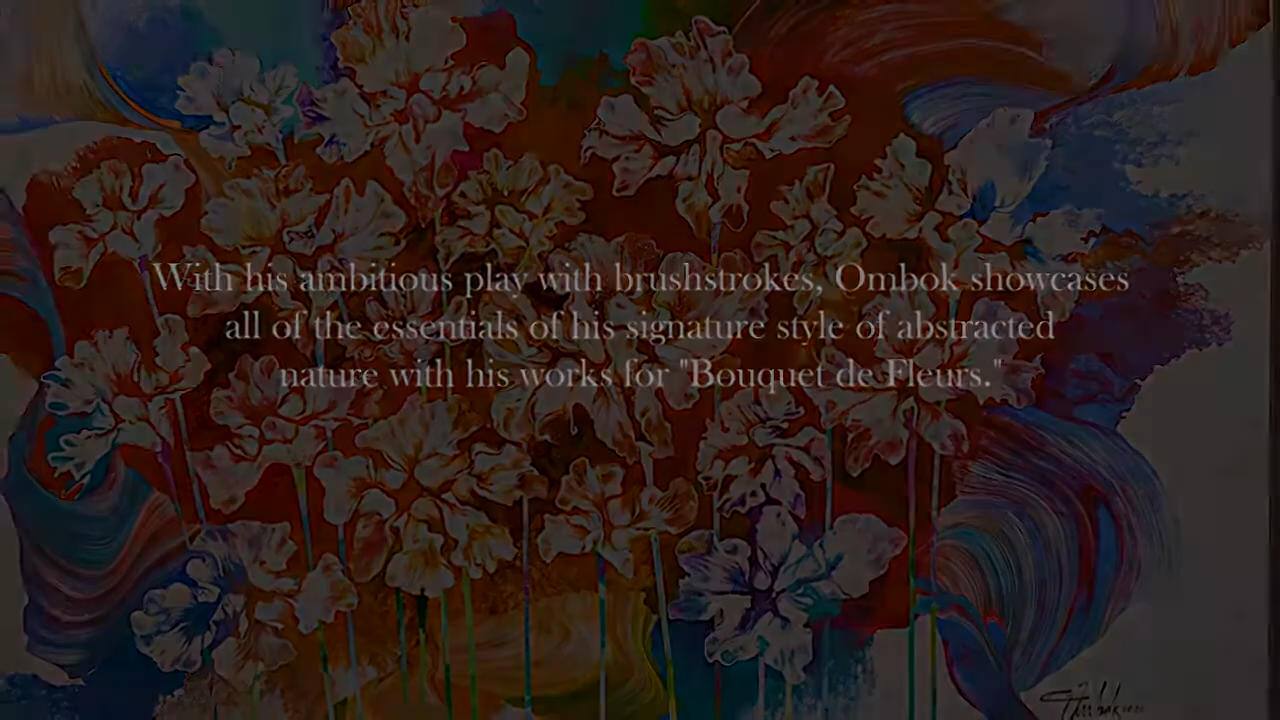 With his ambitious play with brushstrokes, Ombok showcases
all of the essentials of his signature style of abstracted
nature with his works for "Bouquet de Fleurs."